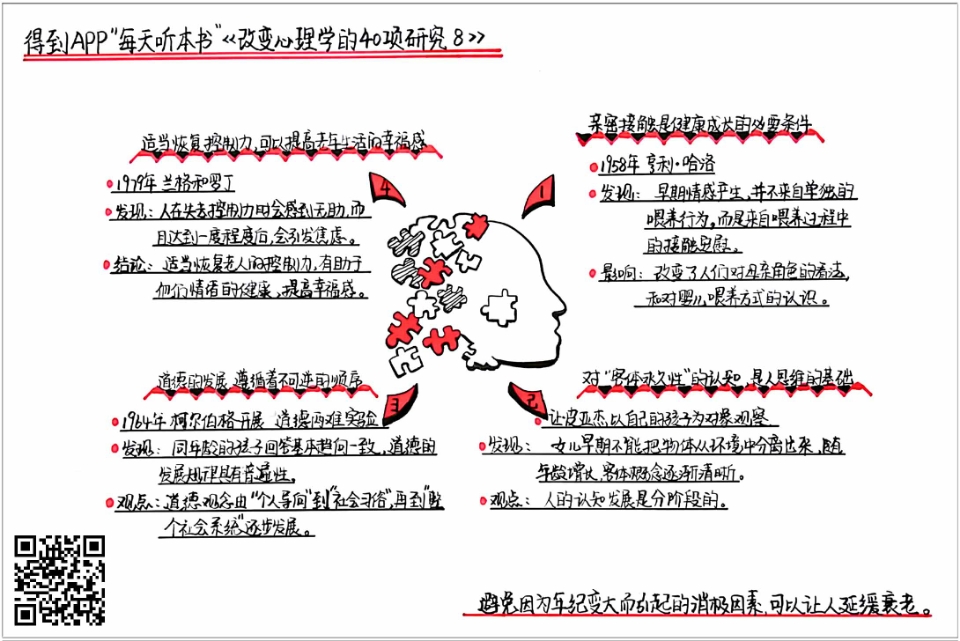 得到APP“每天听本书”《改变心理学的40项研究8》
亲密接触是健康成长的必要条件
1
1958年 亨利·哈洛
发现：早期情感产生，并不来自单独的
喂养行为，而是来自喂养过程中
的接触安慰。
影响：改变了人们对母亲角色的看法，
和对婴儿喂养方式的认识。
对“客体永久性”的认知，是人思维的基础
2
让皮亚杰，以自己的孩子为对象观察。
发现：女儿早期不能把物体从环境中分离出来，随
年龄增长，客体概念逐渐清晰。
观点：人的认知发展是分阶段的。
道德的发展，遵循着不可逆的顺序
3
1964年 柯尔伯格开展 道德两难实验
发现：同年龄的孩子回答基本趋向一致，道德的
发展规律具有普遍性。
观点：道德观念由“个人导向”到“社会习俗”，再到“整
个社会系统”逐步发展。
适当恢复控制力，可以提高老年生活的幸福感
4
1979年 兰格和罗丁
发现：人在失去控制力时会感到无助，而
且达到一度程度后，会引发焦虑。
结论：适当恢复老人的控制力，有助于
他们情绪的健康，提高幸福感。
避免因为年纪变大而引起的消极因素，可以让人延缓衰老。